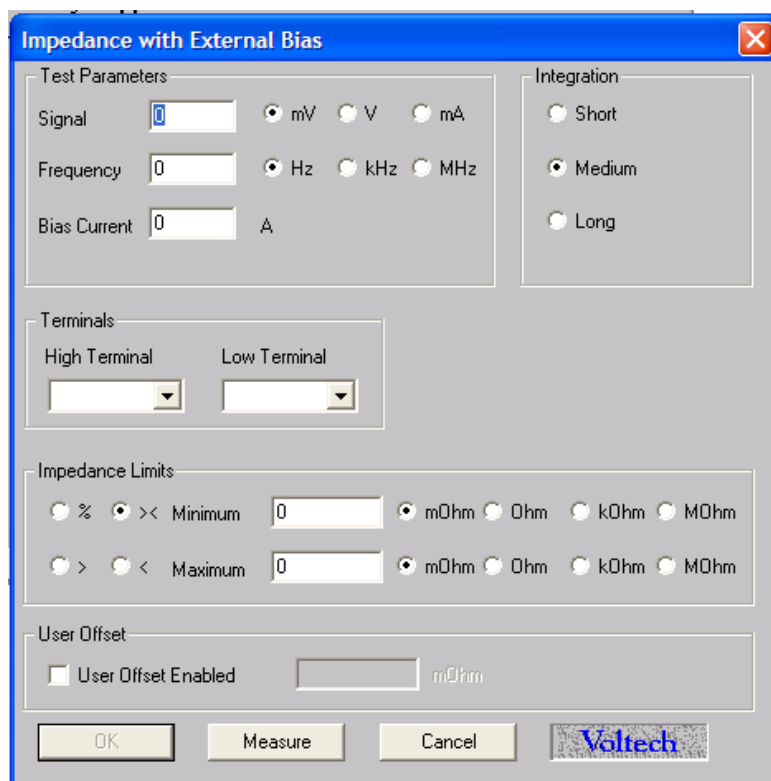 Impedance with External Bias
Test Parameters
Signal 0 mV V mA
Frequency 0 Hz kHz MHz
Bias Current 0 A
Integration
Short
Medium
Long
Terminals
High Terminal Low Terminal
Impedance Limits
% >< Minimum 0 mOhm Ohm kOhm MOhm
> < Maximum 0 mOhm Ohm kOhm MOhm
User Offset
User Offset Enabled mOhm
OK Measure Cancel Voltech